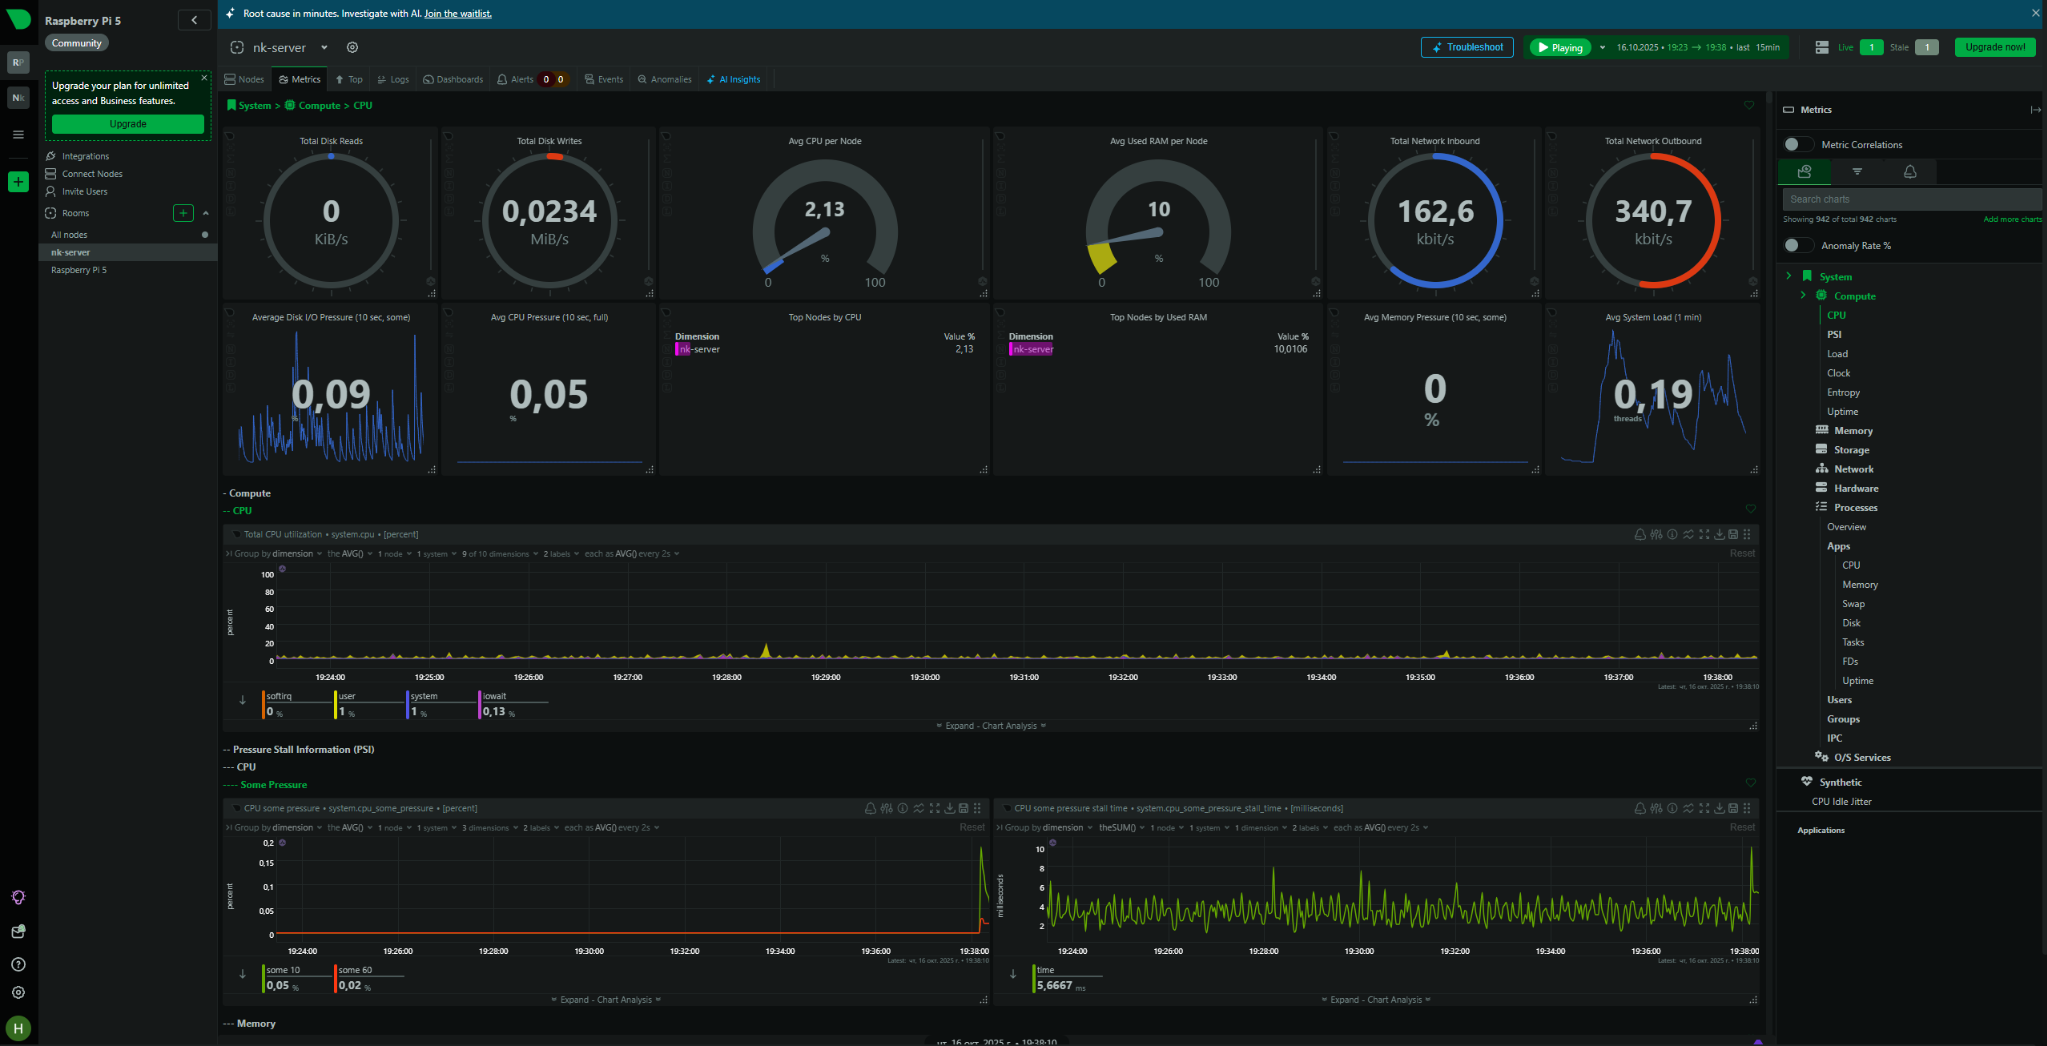 Root cause in minutes. Investigate with AI. Join the waitlist.
Raspberry Pi 5
Community
RP
Nk
Upgrade your plan for unlimited
access and Business features.
Upgrade
Integrations
Connect Nodes
Invite Users
Rooms
All nodes
nk-server
Raspberry Pi 5
H
nk-server
Troubleshoot
Playing
16.10.2025 • 19:23 → 19:38 • last 15min
Live 1 Stale 1
Upgrade now!
Nodes Metrics Top Logs Dashboards Alerts 0 0 Events Anomalies AI Insights
System > Compute > CPU
Total Disk Reads
0
KiB/s
Total Disk Writes
0,0234
MiB/s
Avg CPU per Node
2,13
%
0 100
Avg Used RAM per Node
10
%
0 100
Total Network Inbound
162,6
kbit/s
Total Network Outbound
340,7
kbit/s
Average Disk I/O Pressure (10 sec, some)
0,09
%
Avg CPU Pressure (10 sec, full)
0,05
%
Top Nodes by CPU
Dimension Value %
nk-server 2,13
Top Nodes by Used RAM
Dimension Value %
nk-server 10,0106
Avg Memory Pressure (10 sec, some)
0
%
Avg System Load (1 min)
0,19
threads
- Compute
-- CPU
Total CPU utilization • system.cpu • [percent]
Group by dimension the AVG() 1 node 1 system 9 of 10 dimensions 2 labels each as AVG() every 2s
Reset
percent
100
80
60
40
20
0
19:24:00 19:25:00 19:26:00 19:27:00 19:28:00 19:29:00 19:30:00 19:31:00 19:32:00 19:33:00 19:34:00 19:35:00 19:36:00 19:37:00 19:38:00
Latest: чт, 16 окт. 2025 г. • 19:38:10
softirq user system iowait
0 % 1 % 1 % 0,13 %
Expand - Chart Analysis
-- Pressure Stall Information (PSI)
--- CPU
---- Some Pressure
CPU some pressure • system.cpu_some_pressure • [percent]
Group by dimension the AVG() 1 node 1 system 3 dimensions 2 labels each as AVG() every 2s
Reset
percent
0,2
0,15
0,1
0,05
0
19:24:00 19:26:00 19:28:00 19:30:00 19:32:00 19:34:00 19:36:00 19:38:00
Latest: чт, 16 окт. 2025 г. • 19:38:10
some 10 some 60
0,05 % 0,02 %
Expand - Chart Analysis
CPU some pressure stall time • system.cpu_some_pressure_stall_time • [milliseconds]
Group by dimension the SUM() 1 node 1 system 1 dimension 2 labels each as AVG() every 2s
Reset
milliseconds
10
8
6
4
2
19:24:00 19:26:00 19:28:00 19:30:00 19:32:00 19:34:00 19:36:00 19:38:00
Latest: чт, 16 окт. 2025 г. • 19:38:10
time
5,6667 ms
Expand - Chart Analysis
--- Memory
чт, 16 окт. 2025 г. • 19:38:10
Metrics
Metric Correlations
Search charts
Showing 942 of total 942 charts
Add more charts
Anomaly Rate %
System
Compute
CPU
PSI
Load
Clock
Entropy
Uptime
Memory
Storage
Network
Hardware
Processes
Overview
Apps
CPU
Memory
Swap
Disk
Tasks
FDs
Uptime
Users
Groups
IPC
O/S Services
Synthetic
CPU Idle Jitter
Applications